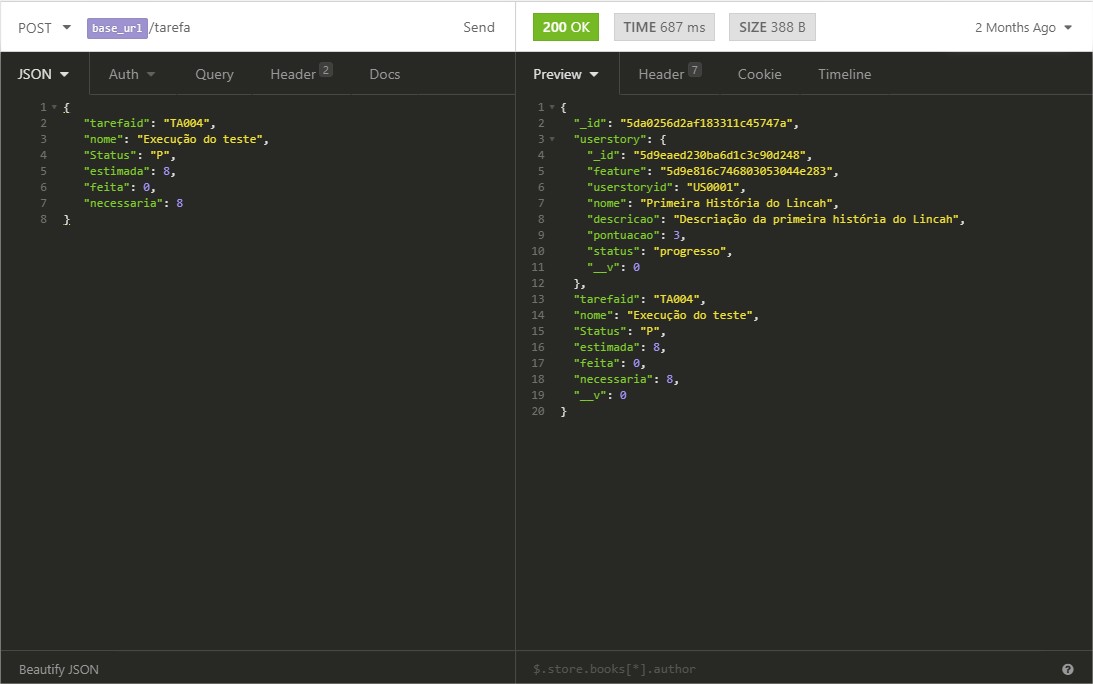 POST base_url/tarefa Send 200 OK TIME 687 ms SIZE 388 B 2 Months Ago
JSON Auth Query Header 2 Docs
1 {
2 "tarefaid": "TA004",
3 "nome": "Execução do teste",
4 "Status": "P",
5 "estimada": 8,
6 "feita": 0,
7 "necessaria": 8
8 }
Beautify JSON
Preview Header 7 Cookie Timeline
1 {
2 "_id": "5da0256d2af183311c45747a",
3 "userstory": {
4 "_id": "5d9eaed230ba6d1c3c90d248",
5 "feature": "5d9e816c746803053044e283",
6 "userstoryid": "US0001",
7 "nome": "Primeira História do Lincah",
8 "descricao": "Descriação da primeira história do Lincah",
9 "pontuacao": 3,
10 "status": "progresso",
11 "__v": 0
12 },
13 "tarefaid": "TA004",
14 "nome": "Execução do teste",
15 "Status": "P",
16 "estimada": 8,
17 "feita": 0,
18 "necessaria": 8,
19 "__v": 0
20 }
$.store.books[*].author